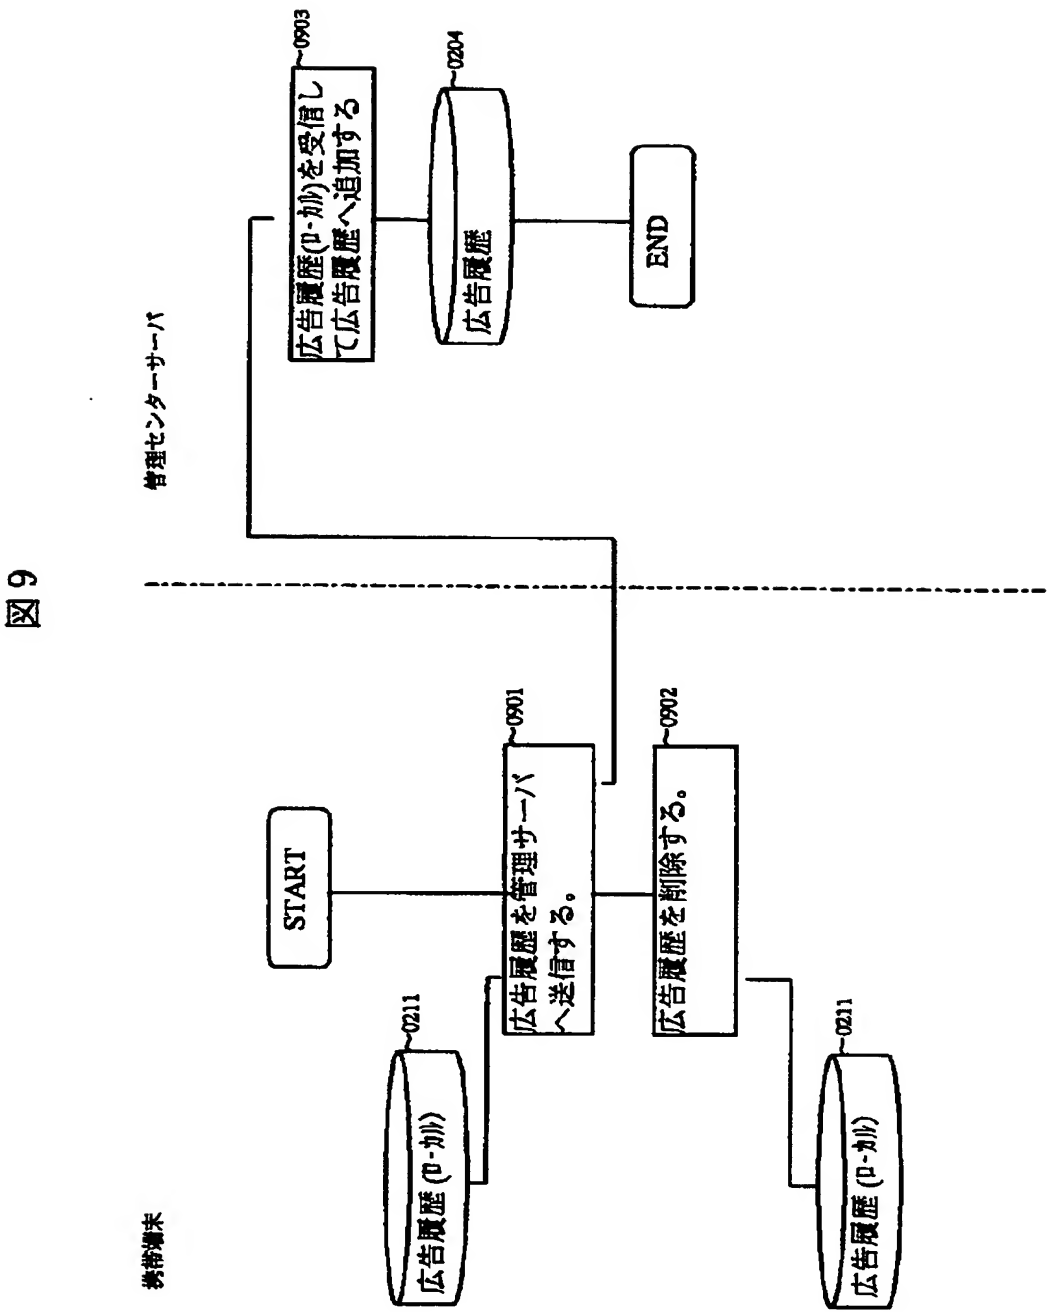 図9
携帯端末
管理センターサーバ
START
広告履歴 (ﾛｰｶﾙ)
0211
広告履歴を管理サーバ
へ送信する。
0901
広告履歴を削除する。
0902
広告履歴 (ﾛｰｶﾙ)
0211
広告履歴(ﾛｰｶﾙ)を受信し
て広告履歴へ追加する
0903
広告履歴
0204
END